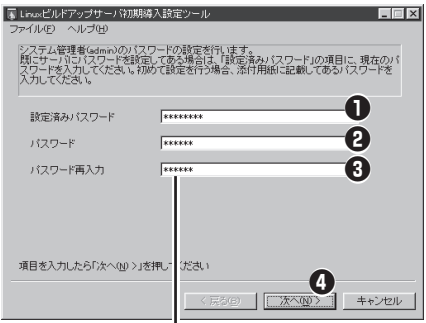 Linuxビルドアップサーバ初期導入設定ツール
ファイル(F) ヘルプ(H)
システム管理者(admin)のパスワードの設定を行います。
既にサーバにパスワードを設定してある場合は、「設定済みパスワード」の項目に、現在のパ
スワードを入力してください。初めて設定を行う場合、添付用紙に記載してあるパスワードを
入力してください。
設定済みパスワード ******** ❶
パスワード ****** ❷
パスワード再入力 ****** ❸
項目を入力したら「次へ(N) >」を押してください
❹
< 戻る(B) 次へ(N) > キャンセル